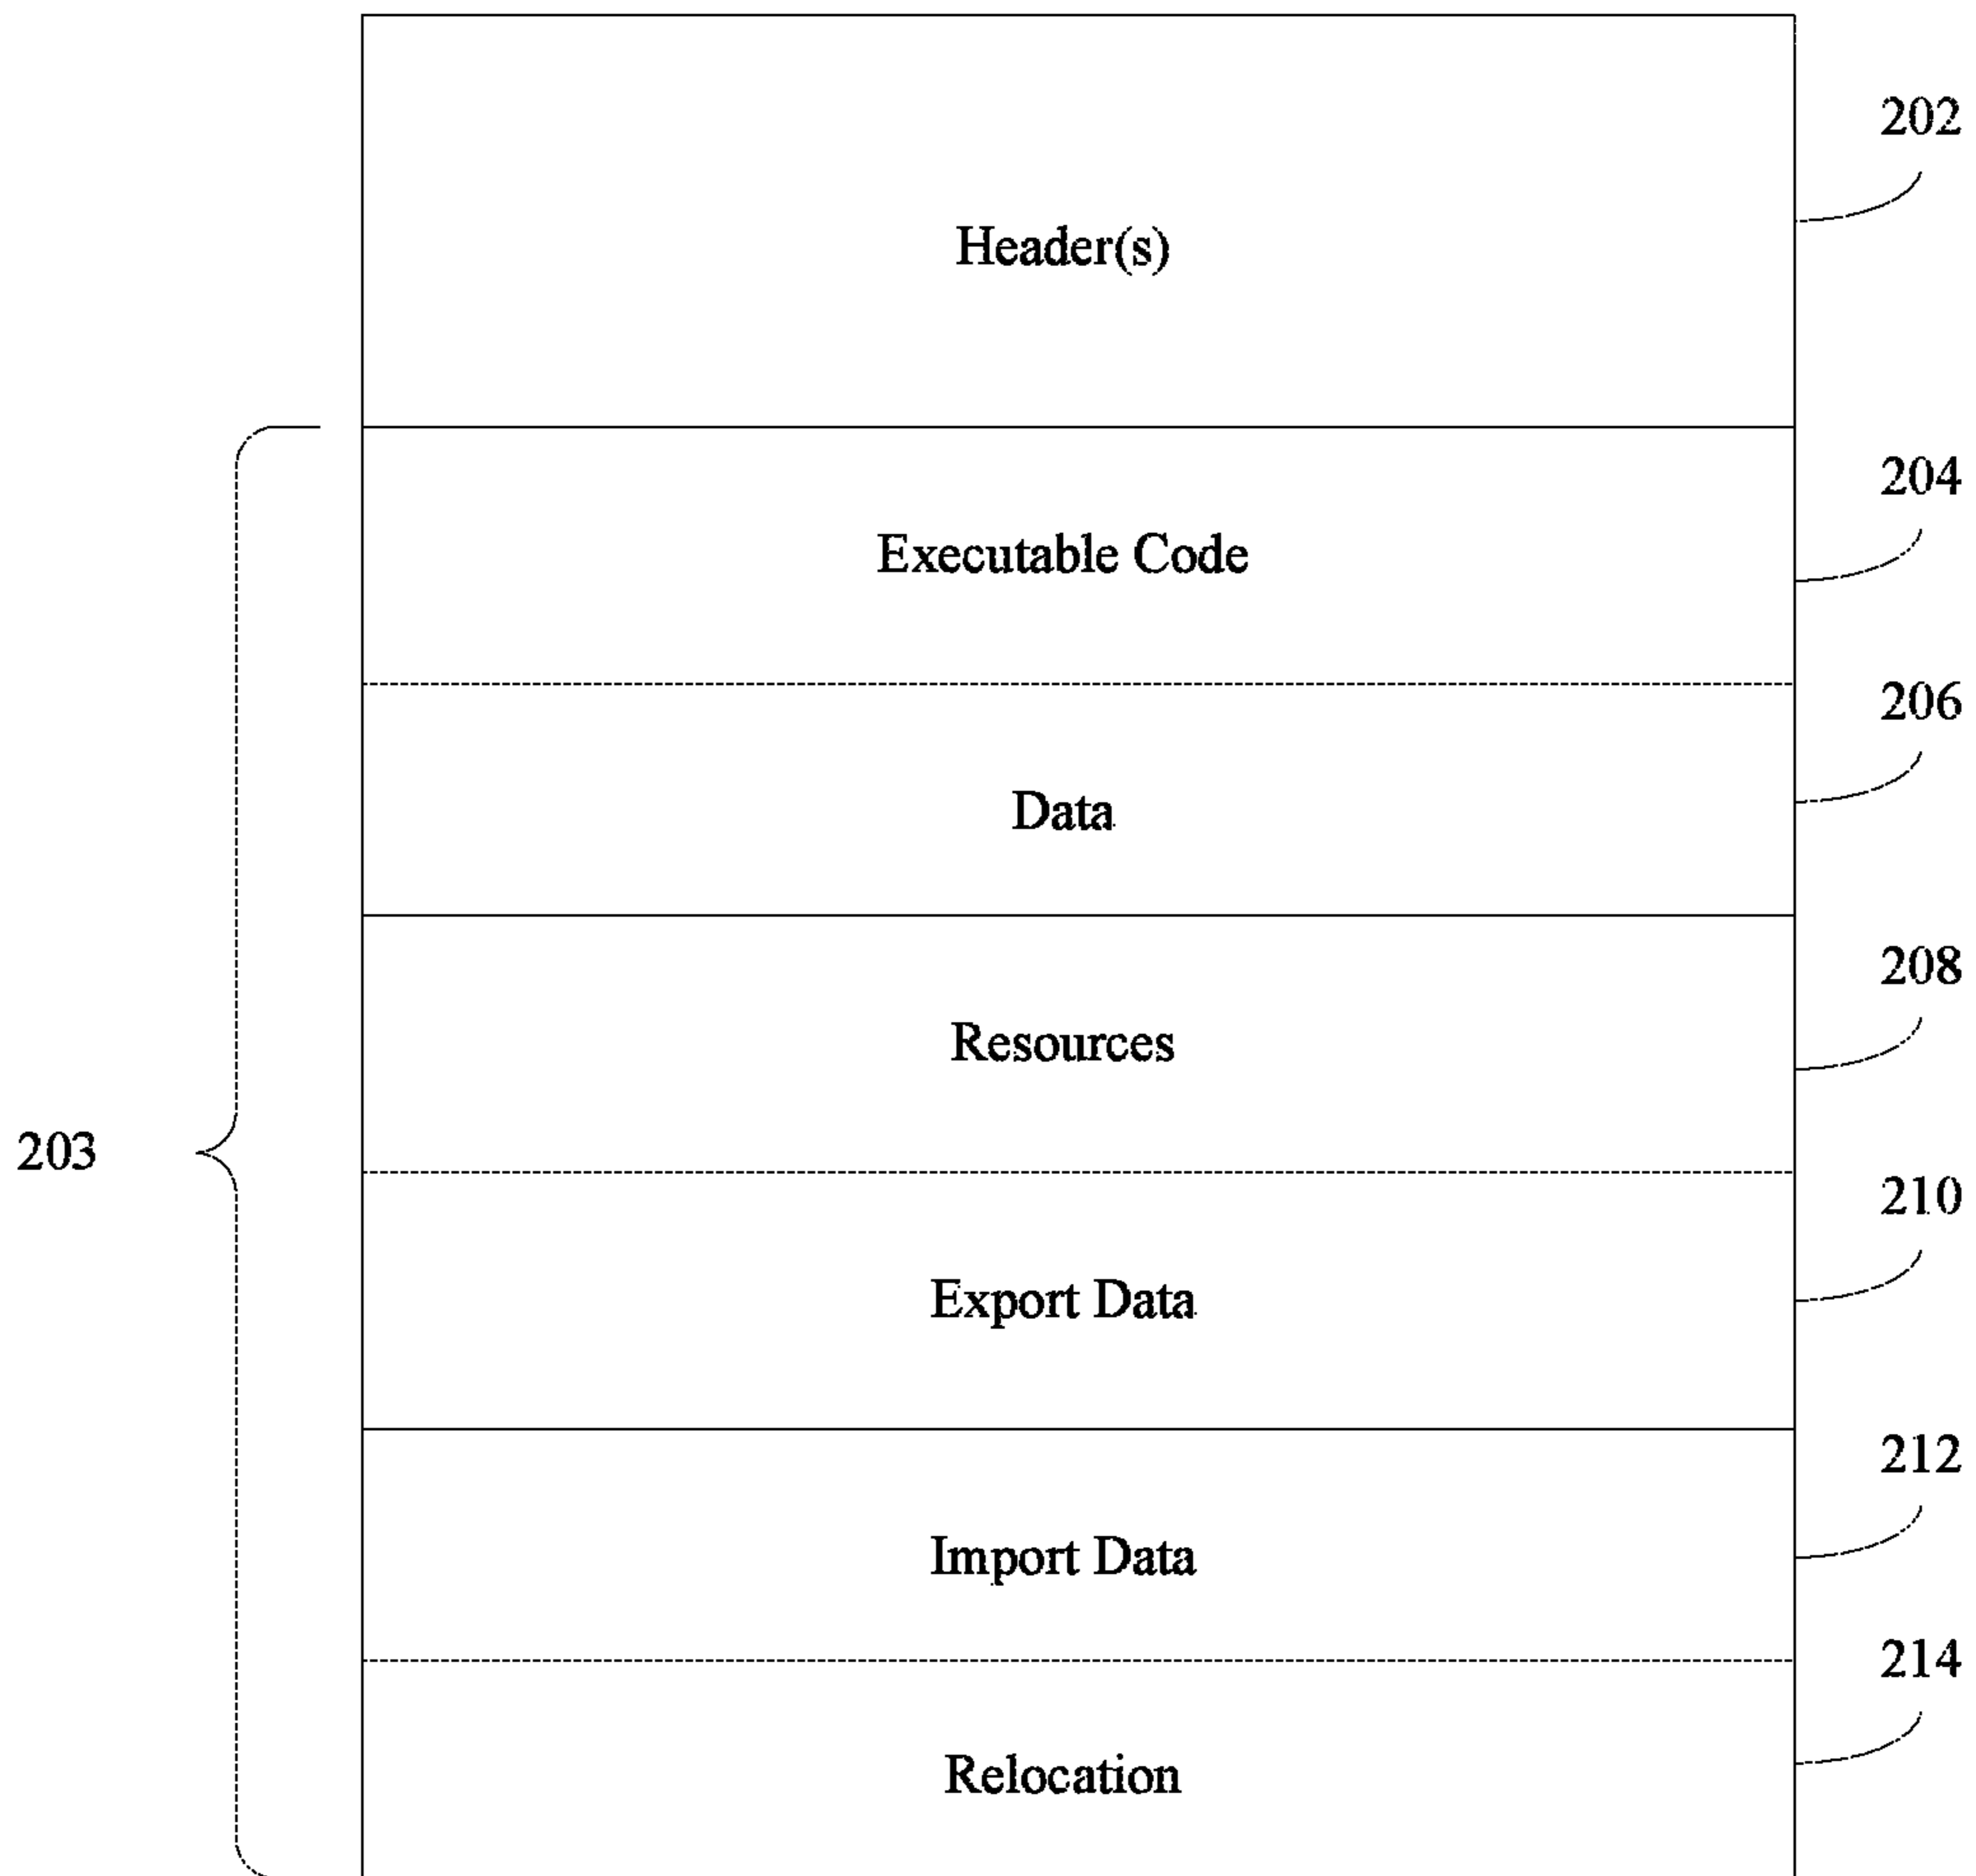 202
Header(s)
204
Executable Code
206
Data
208
Resources
203
210
Export Data
212
Import Data
214
Relocation